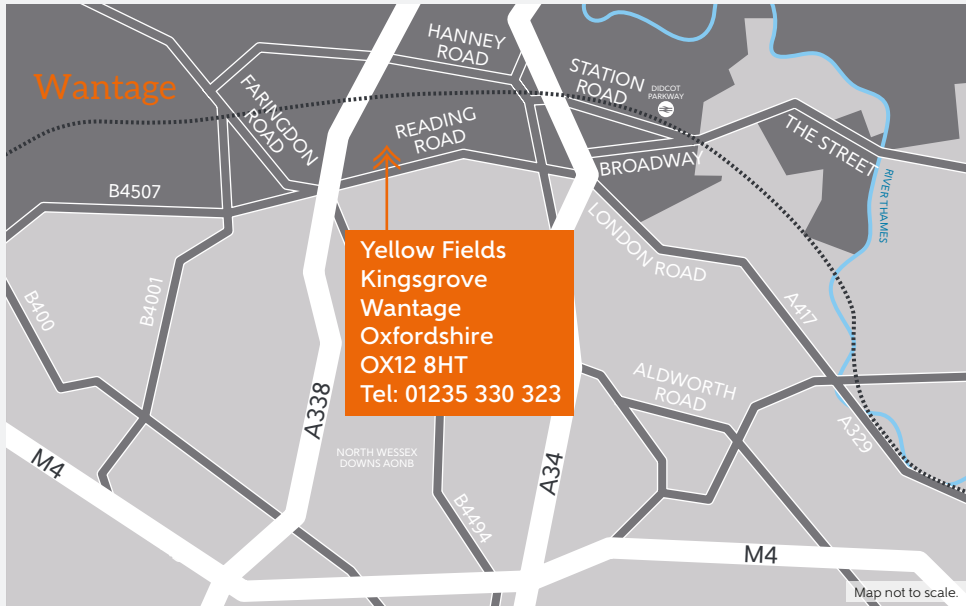 Wantage
HANNEY
ROAD
STATION
ROAD
DIDCOT
PARKWAY
FARINGDON
ROAD
READING
ROAD
BROADWAY
THE STREET
RIVER THAMES
B4507
LONDON ROAD
Yellow Fields
Kingsgrove
Wantage
Oxfordshire
OX12 8HT
Tel: 01235 330 323
B400
B4001
A417
A338
ALDWORTH
ROAD
A329
NORTH WESSEX
DOWNS AONB
M4
A34
B4494
M4
Map not to scale.